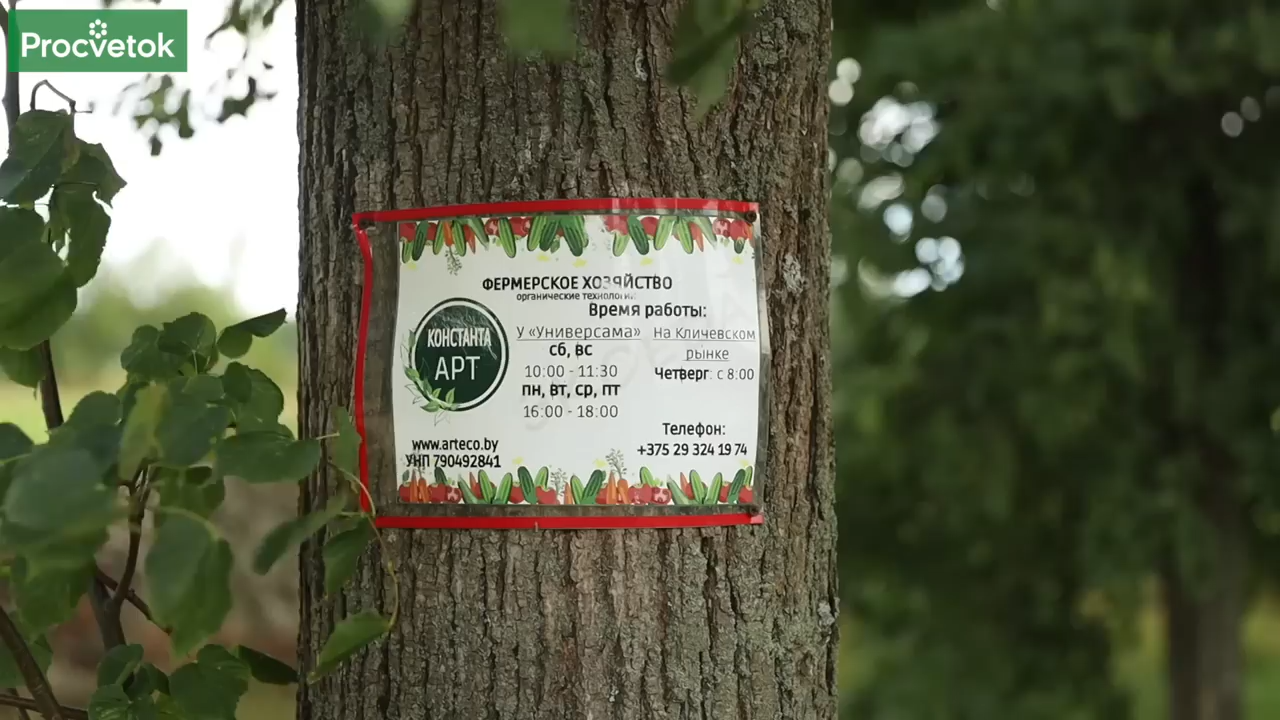 Procvetok
ФЕРМЕРСКОЕ ХОЗЯЙСТВО
органические технологии
Время работы:
КОНСТАНТА
АРТ
у «Универсама»
сб, вс
10:00 - 11:30
пн, вт, ср, пт
16:00 - 18:00
на Кличевском
рынке
Четверг: с 8:00
www.arteco.by
УНП 790492841
Телефон:
+375 29 324 19 74